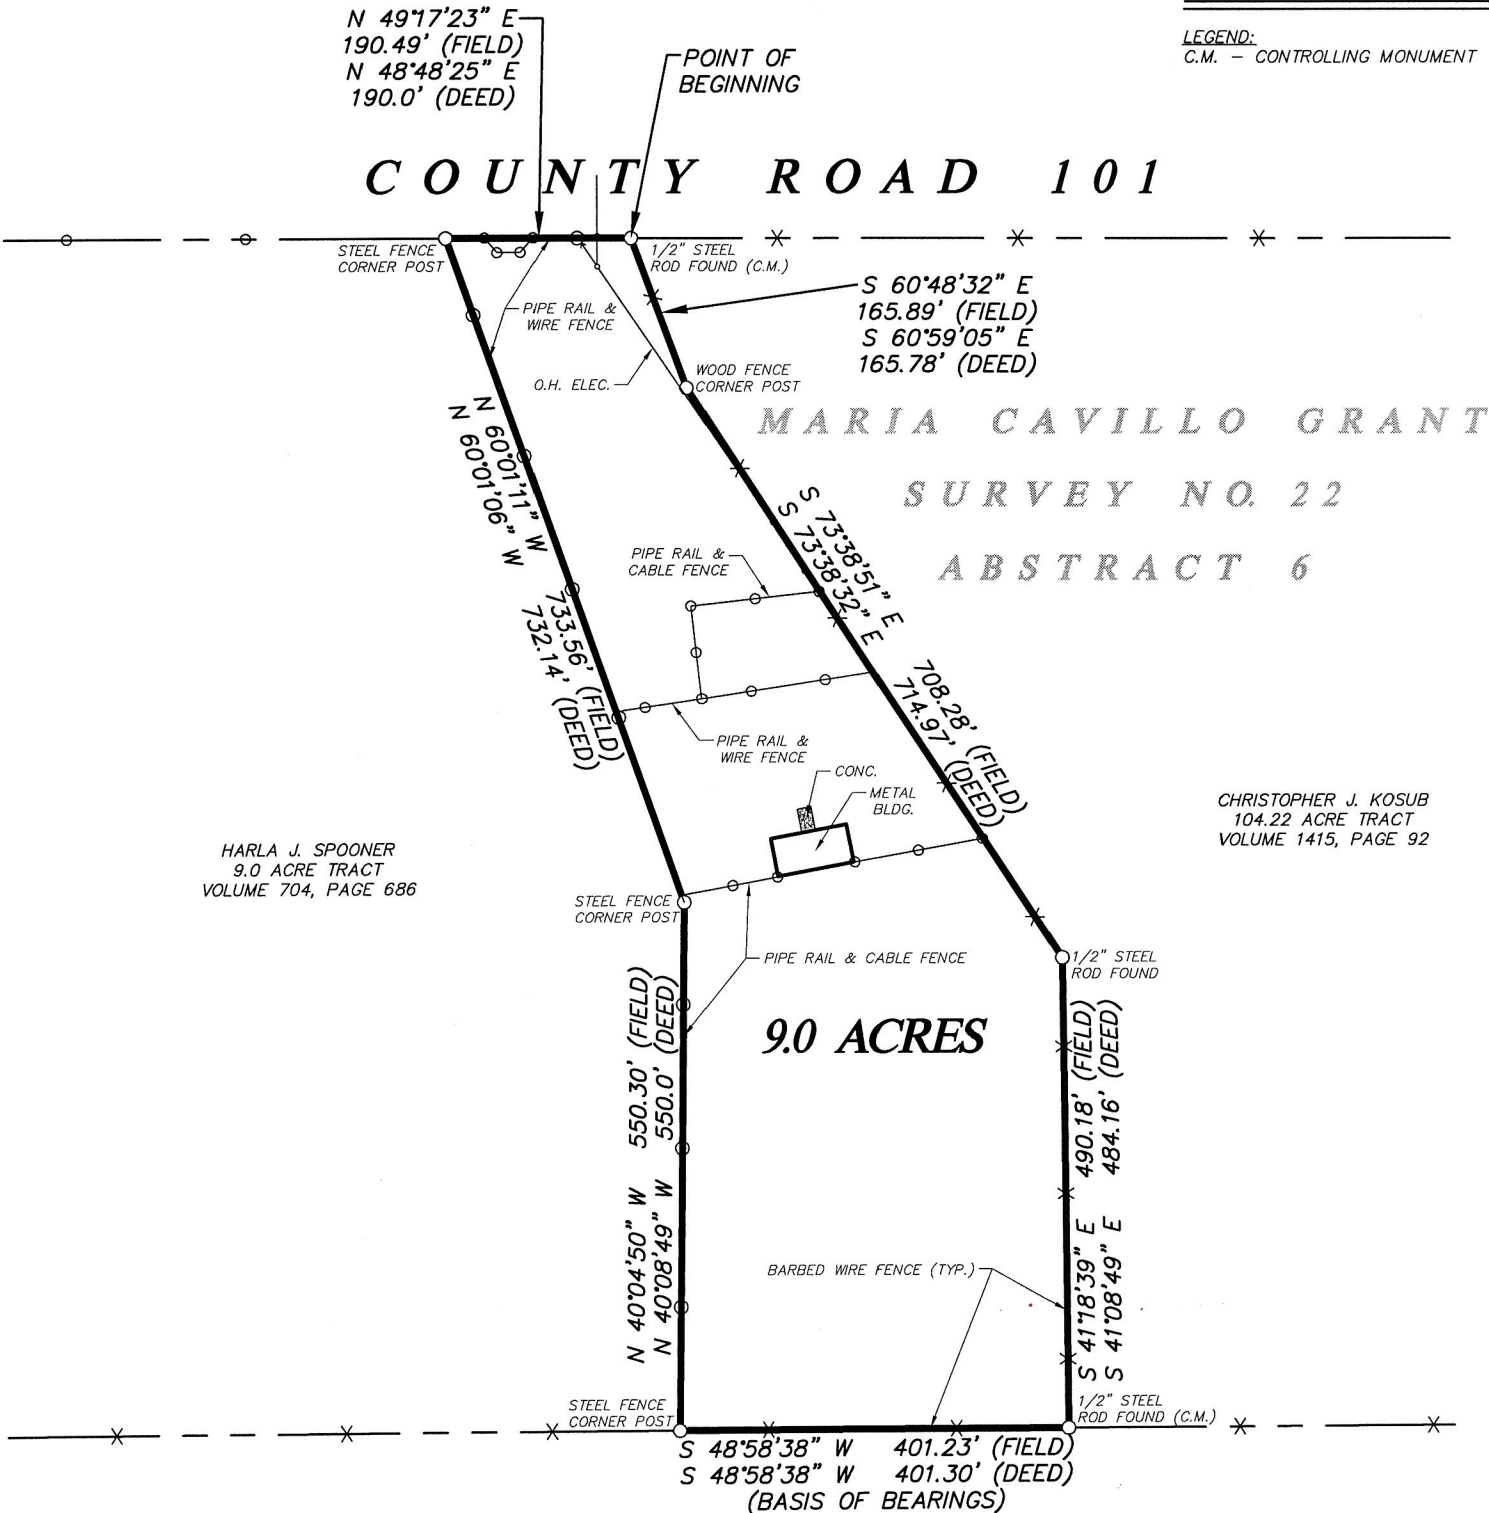 N 49°17'23" E
190.49' (FIELD)
N 48°48'25" E
190.0' (DEED)
POINT OF
BEGINNING
LEGEND:
C.M. – CONTROLLING MONUMENT
COUNTY ROAD 101
STEEL FENCE
CORNER POST
1/2" STEEL
ROD FOUND (C.M.)
S 60°48'32" E
165.89' (FIELD)
S 60°59'05" E
165.78' (DEED)
PIPE RAIL &
WIRE FENCE
O.H. ELEC.
WOOD FENCE
CORNER POST
MARIA CAVILLO GRANT
SURVEY NO. 22
ABSTRACT 6
N 60°01'11" W 733.56' (FIELD)
N 60°01'06" W 732.14' (DEED)
S 73°38'51" E 708.28' (FIELD)
S 73°38'32" E 714.97' (DEED)
PIPE RAIL &
CABLE FENCE
PIPE RAIL &
WIRE FENCE
CONC.
METAL
BLDG.
CHRISTOPHER J. KOSUB
104.22 ACRE TRACT
VOLUME 1415, PAGE 92
HARLA J. SPOONER
9.0 ACRE TRACT
VOLUME 704, PAGE 686
STEEL FENCE
CORNER POST
1/2" STEEL
ROD FOUND
PIPE RAIL & CABLE FENCE
9.0 ACRES
N 40°04'50" W 550.30' (FIELD)
N 40°08'49" W 550.0' (DEED)
S 41°18'39" E 490.18' (FIELD)
S 41°08'49" E 484.16' (DEED)
BARBED WIRE FENCE (TYP.)
STEEL FENCE
CORNER POST
1/2" STEEL
ROD FOUND (C.M.)
S 48°58'38" W 401.23' (FIELD)
S 48°58'38" W 401.30' (DEED)
(BASIS OF BEARINGS)